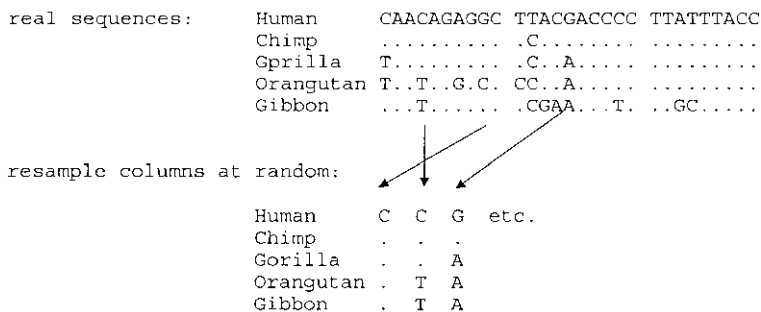 real sequences: Human CAACAGAGGC TTACGACCCC TTATTTACC
Chimp .......... .C........ .........
Gprilla T......... .C..A..... .........
Orangutan T..T..G.C. CC..A..... .........
Gibbon ...T...... .CGAA...T. ..GC.....
resample columns at random:
Human C C G etc.
Chimp . . .
Gorilla . . A
Orangutan . T A
Gibbon . T A